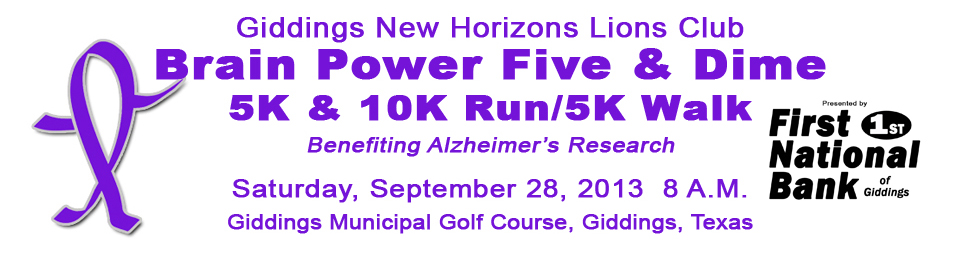 Giddings New Horizons Lions Club
Brain Power Five & Dime
5K & 10K Run/5K Walk
Benefiting Alzheimer's Research
Saturday, September 28, 2013 8 A.M.
Giddings Municipal Golf Course, Giddings, Texas
Presented by
First 1ST
National
Bank of
Giddings